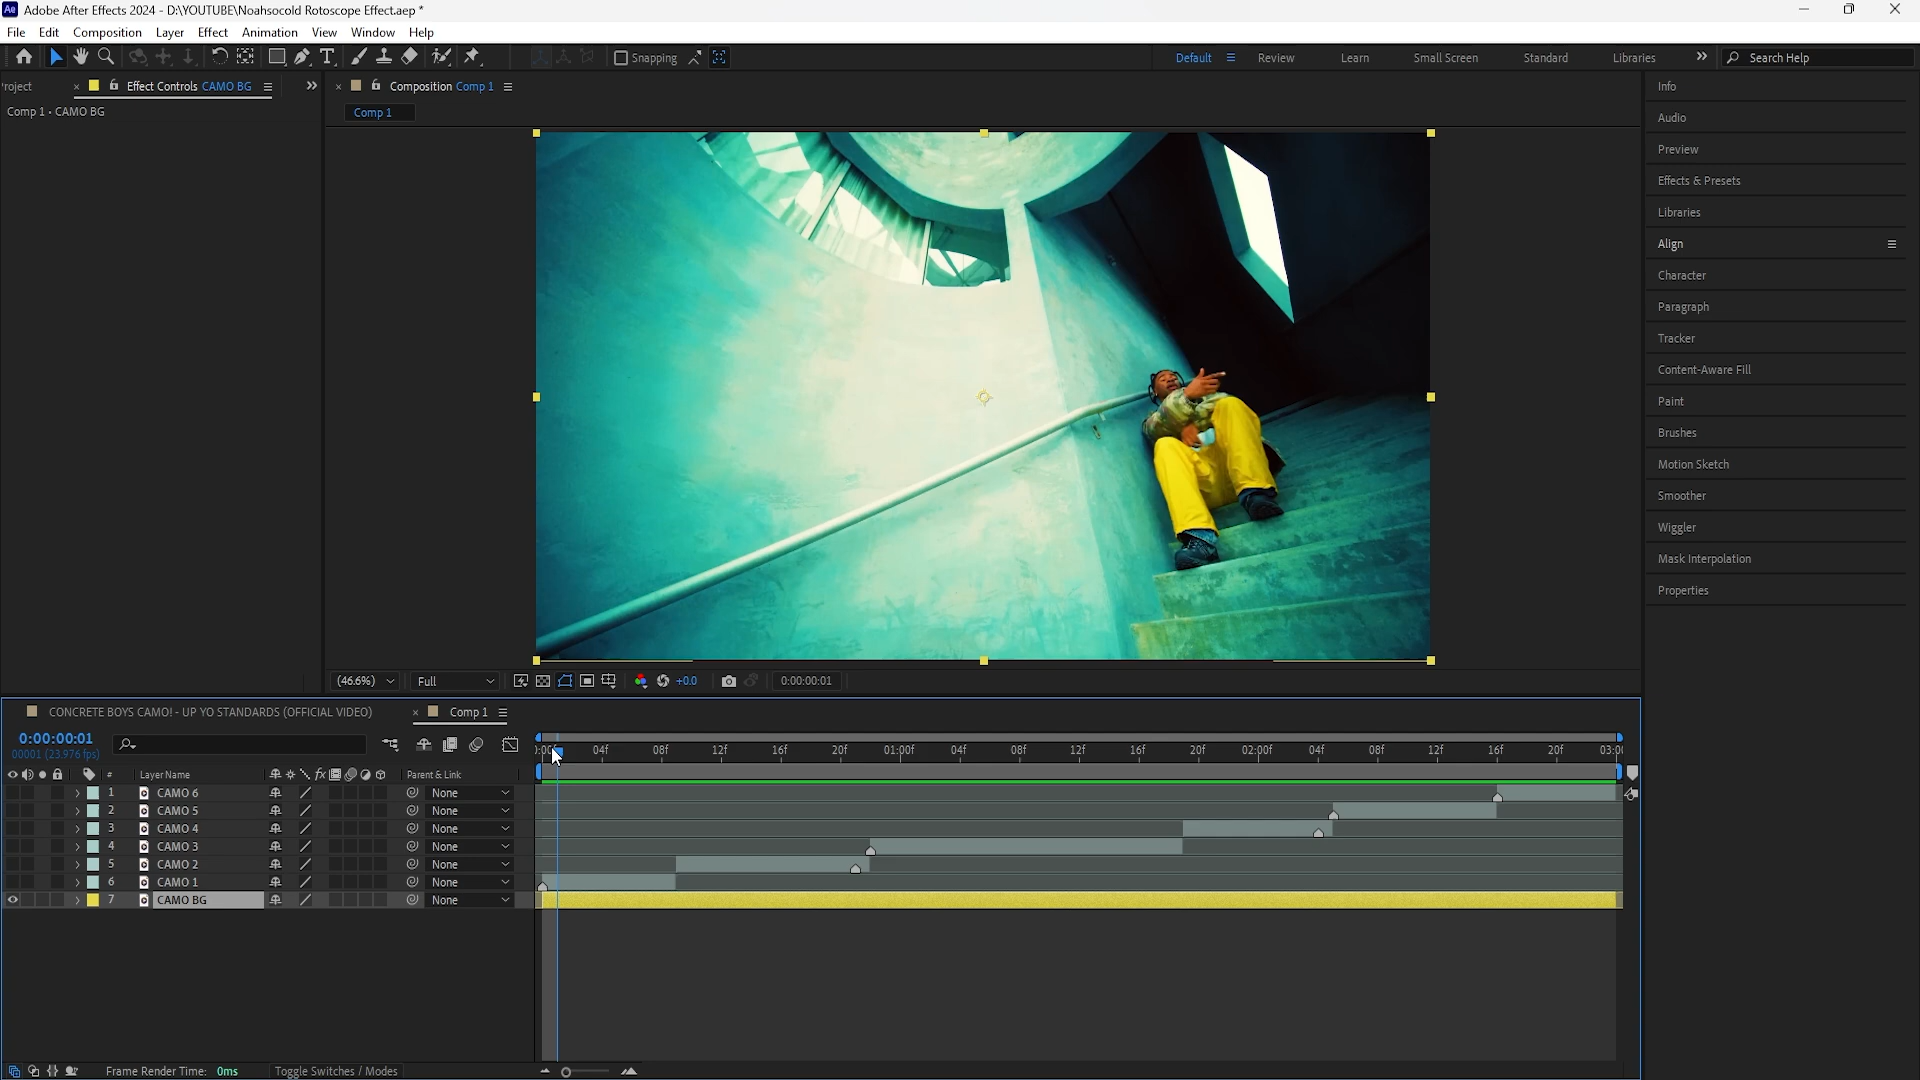 Ae Adobe After Effects 2024 - D:\YOUTUBE\Noahsocold Rotoscope Effect.aep *
File Edit Composition Layer Effect Animation View Window Help
Snapping Default Review Learn Small Screen Standard Libraries Search Help
roject Effect Controls CAMO BG
Composition Comp 1
Comp 1 • CAMO BG
Comp 1
Info
Audio
Preview
Effects & Presets
Libraries
Align
Character
Paragraph
Tracker
Content-Aware Fill
Paint
Brushes
Motion Sketch
Smoother
Wiggler
Mask Interpolation
Properties
(46.6%) Full +0.0 0:00:00:01
CONCRETE BOYS CAMO! - UP YO STANDARDS (OFFICIAL VIDEO) Comp 1
0:00:00:01
00001 (23.976 fps)
04f 08f 12f 16f 20f 01:00f 04f 08f 12f 16f 20f 02:00f 04f 08f 12f 16f 20f 03:0
# Layer Name fx Parent & Link
1 CAMO 6 None
2 CAMO 5 None
3 CAMO 4 None
4 CAMO 3 None
5 CAMO 2 None
6 CAMO 1 None
7 CAMO BG None
Frame Render Time: 0ms Toggle Switches / Modes